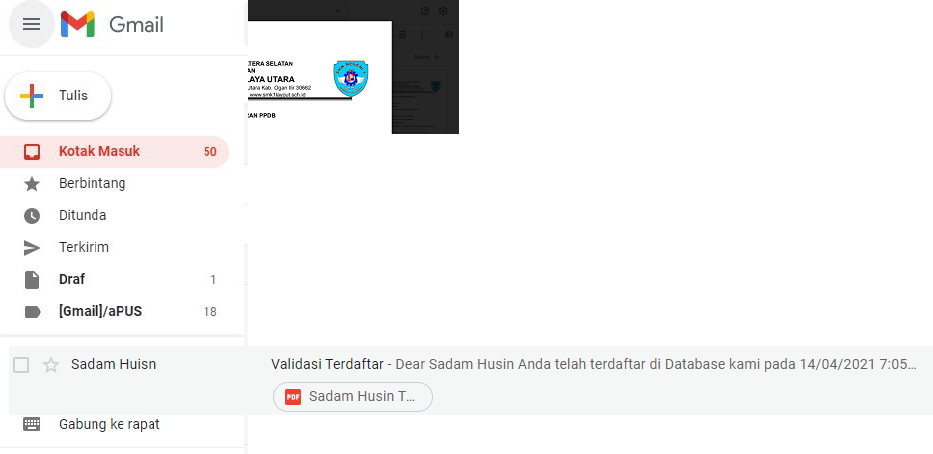 Gmail
Tulis
Kotak Masuk 50
Berbintang
Ditunda
Terkirim
Draf 1
[Gmail]/aPUS 18
TERA SELATAN
AN
LAYA UTARA
Utara Kab. Ogan Ilir 30662
www.smk1layout.sch.id
RAN PPDB
Sadam Huisn Validasi Terdaftar - Dear Sadam Husin Anda telah terdaftar di Database kami pada 14/04/2021 7:05...
PDF Sadam Husin T...
Gabung ke rapat